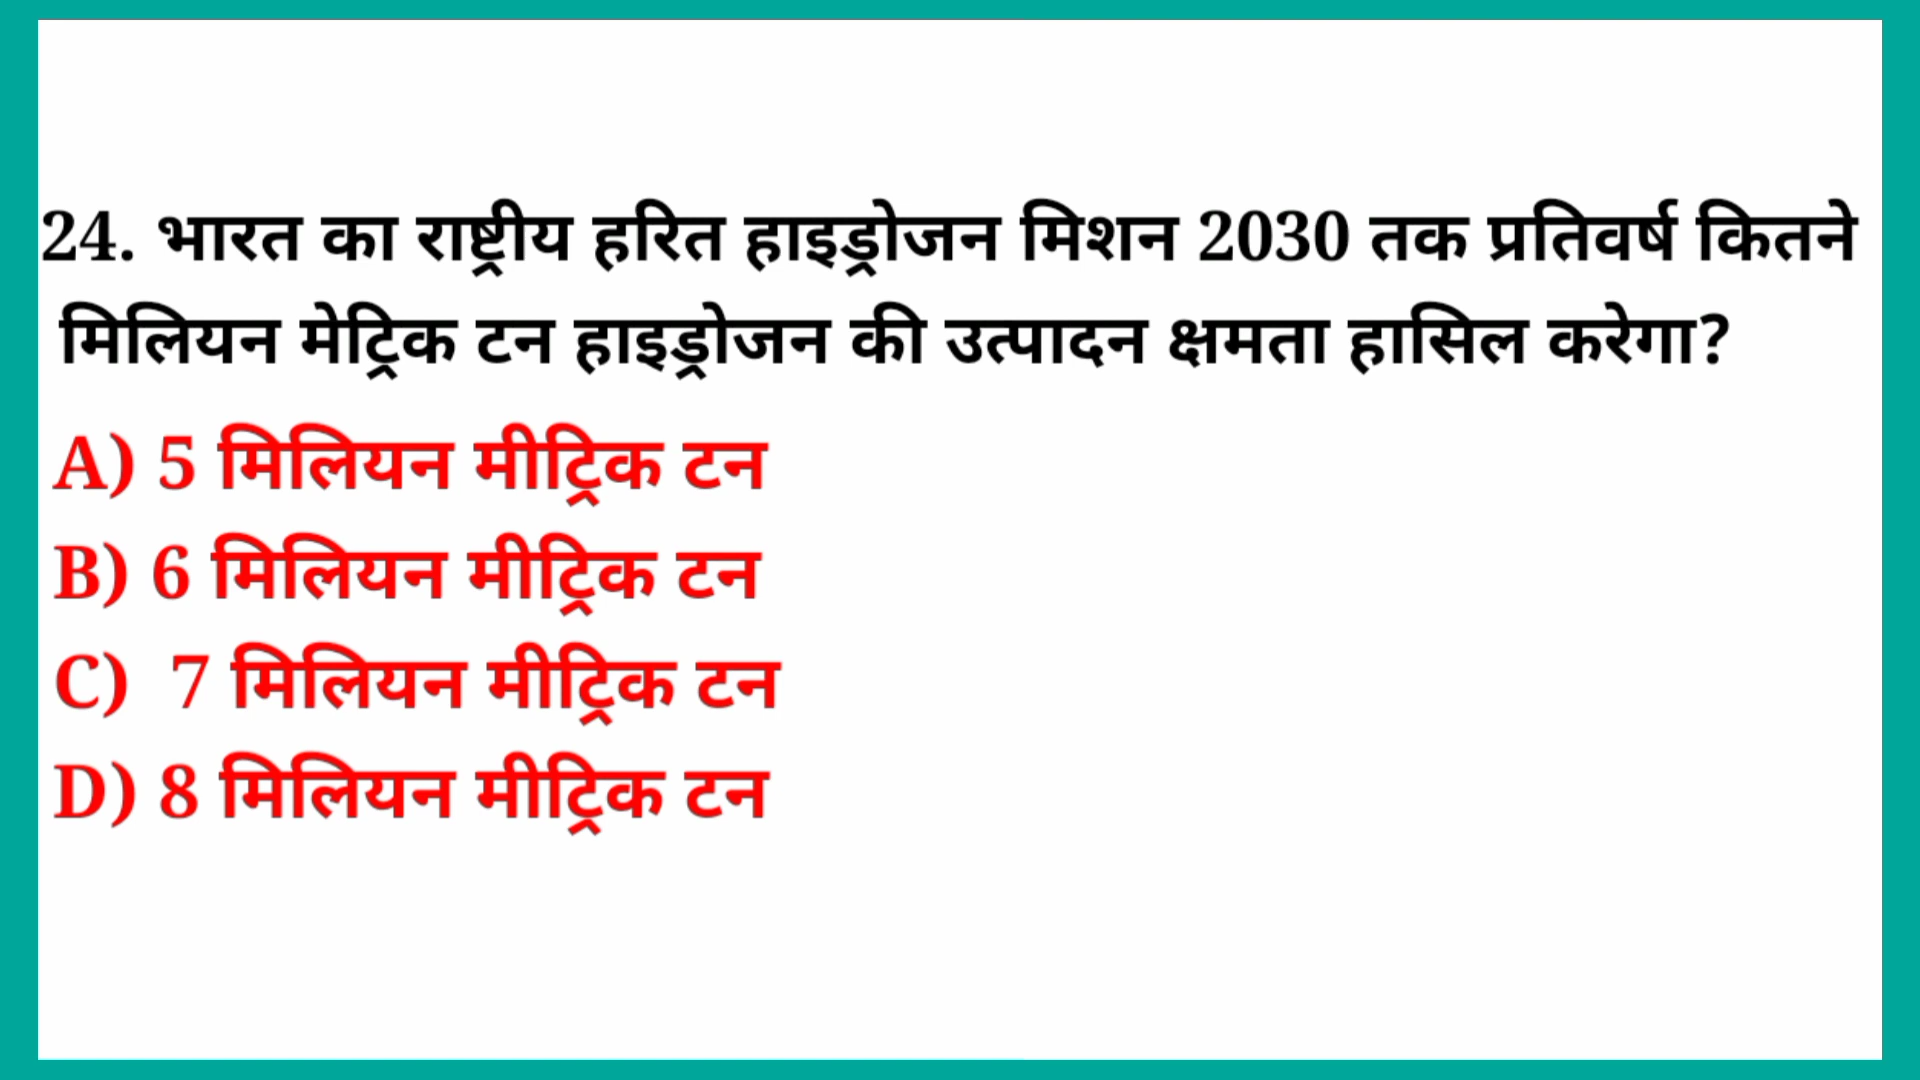 24. भारत का राष्ट्रीय हरित हाइड्रोजन मिशन 2030 तक प्रतिवर्ष कितने
मिलियन मेट्रिक टन हाइड्रोजन की उत्पादन क्षमता हासिल करेगा?
A) 5 मिलियन मीट्रिक टन
B) 6 मिलियन मीट्रिक टन
C) 7 मिलियन मीट्रिक टन
D) 8 मिलियन मीट्रिक टन